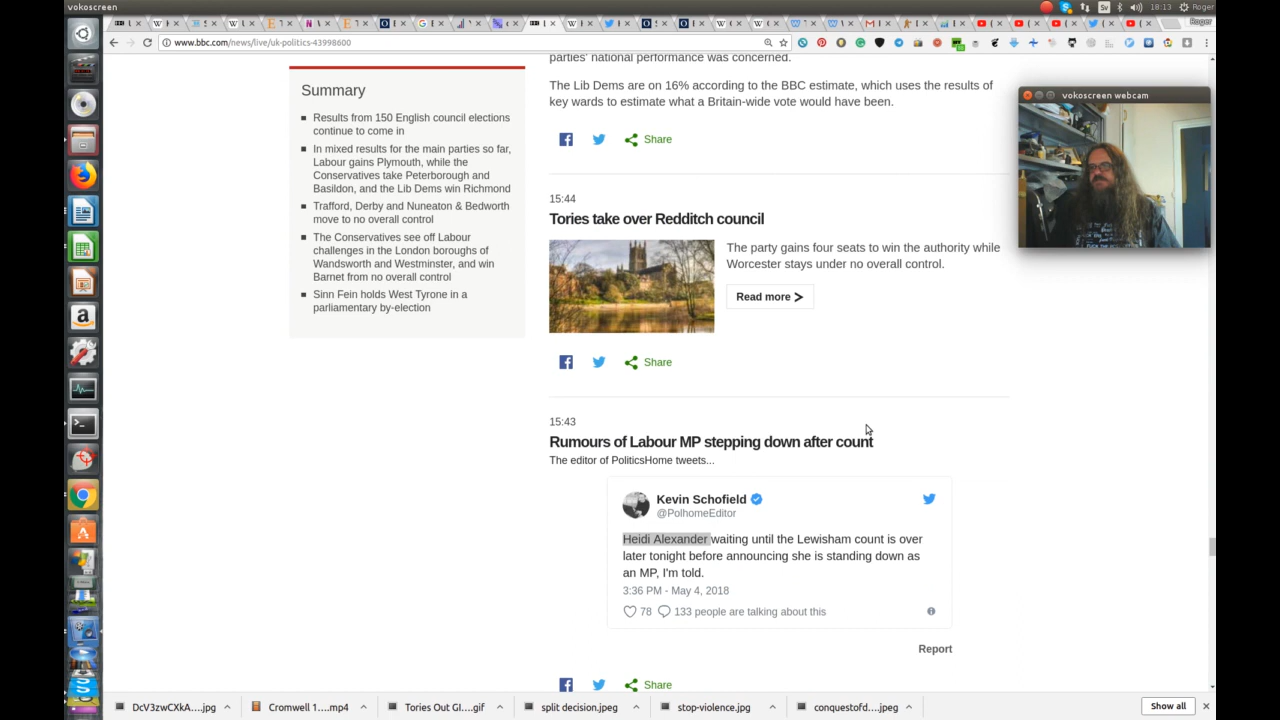 vokoscreen
Sv
18:13
Roger
Roger
www.bbc.com/news/live/uk-politics-43998600
parties' national performance was concerned.
The Lib Dems are on 16% according to the BBC estimate, which uses the results of
key wards to estimate what a Britain-wide vote would have been.
Share
Summary
Results from 150 English council elections
continue to come in
In mixed results for the main parties so far,
Labour gains Plymouth, while the
Conservatives take Peterborough and
Basildon, and the Lib Dems win Richmond
Trafford, Derby and Nuneaton & Bedworth
move to no overall control
The Conservatives see off Labour
challenges in the London boroughs of
Wandsworth and Westminster, and win
Barnet from no overall control
Sinn Fein holds West Tyrone in a
parliamentary by-election
vokoscreen webcam
15:44
Tories take over Redditch council
The party gains four seats to win the authority while
Worcester stays under no overall control.
Read more
Share
15:43
Rumours of Labour MP stepping down after count
The editor of PoliticsHome tweets...
Kevin Schofield
@PolhomeEditor
Heidi Alexander waiting until the Lewisham count is over
later tonight before announcing she is standing down as
an MP, I'm told.
3:36 PM - May 4, 2018
78
133 people are talking about this
Report
Share
DcV3zwCXkA....jpg
Cromwell 1....mp4
Tories Out GI....gif
split decision.jpeg
stop-violence.jpg
conquestofd....jpeg
Show all